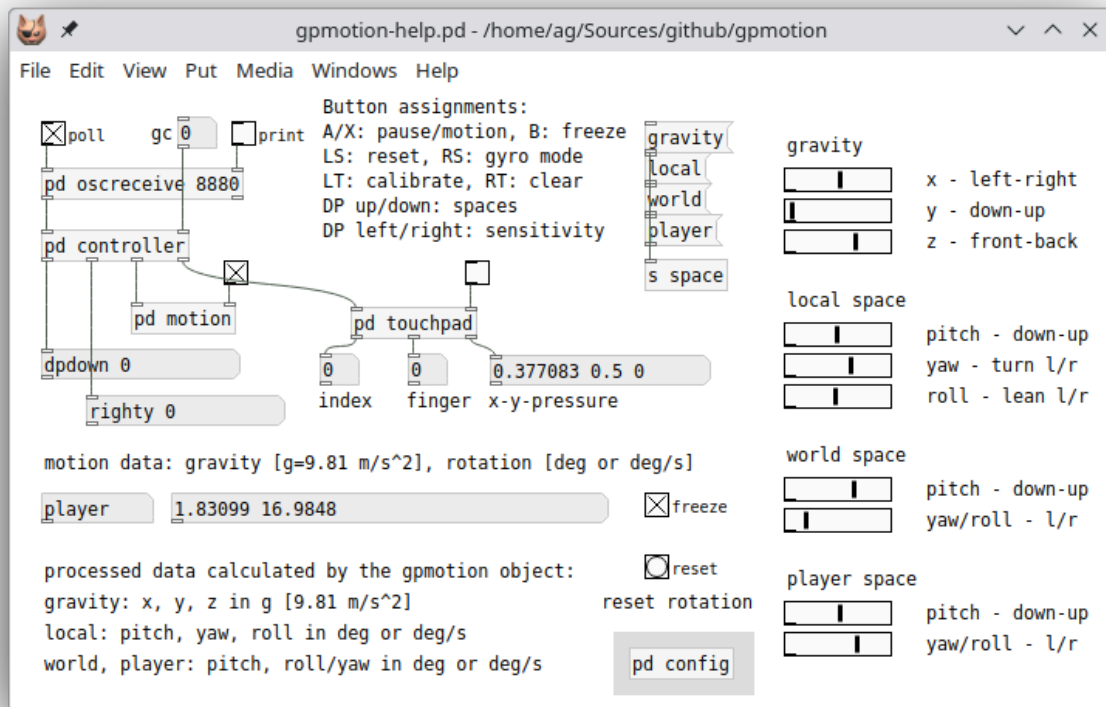 gpmotion-help.pd - /home/ag/Sources/github/gpmotion
File Edit View Put Media Windows Help
poll
gc 0
print
pd oscreceive 8880
pd controller
pd motion
dpdown 0
righty 0
Button assignments:
A/X: pause/motion, B: freeze
LS: reset, RS: gyro mode
LT: calibrate, RT: clear
DP up/down: spaces
DP left/right: sensitivity
pd touchpad
0
0
0.377083 0.5 0
index
finger
x-y-pressure
gravity
local
world
player
s space
motion data: gravity [g=9.81 m/s^2], rotation [deg or deg/s]
player
1.83099 16.9848
freeze
reset
reset rotation
pd config
processed data calculated by the gpmotion object:
gravity: x, y, z in g [9.81 m/s^2]
local: pitch, yaw, roll in deg or deg/s
world, player: pitch, roll/yaw in deg or deg/s
gravity
x - left-right
y - down-up
z - front-back
local space
pitch - down-up
yaw - turn l/r
roll - lean l/r
world space
pitch - down-up
yaw/roll - l/r
player space
pitch - down-up
yaw/roll - l/r